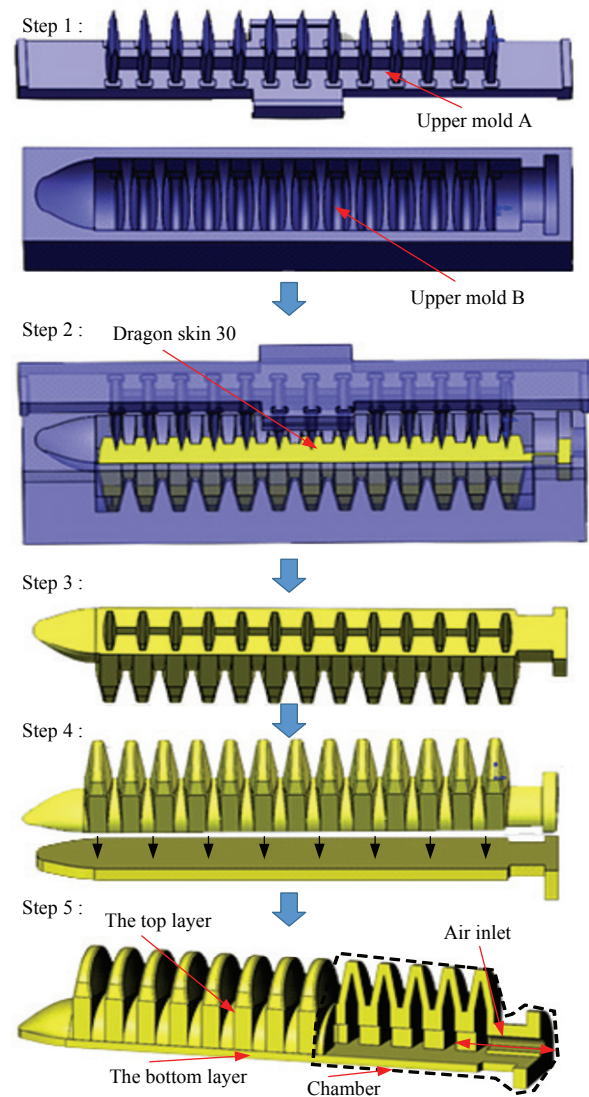 Step 1 :
Upper mold A
Upper mold B
Step 2 :
Dragon skin 30
Step 3 :
Step 4 :
Step 5 :
The top layer
Air inlet
The bottom layer
Chamber